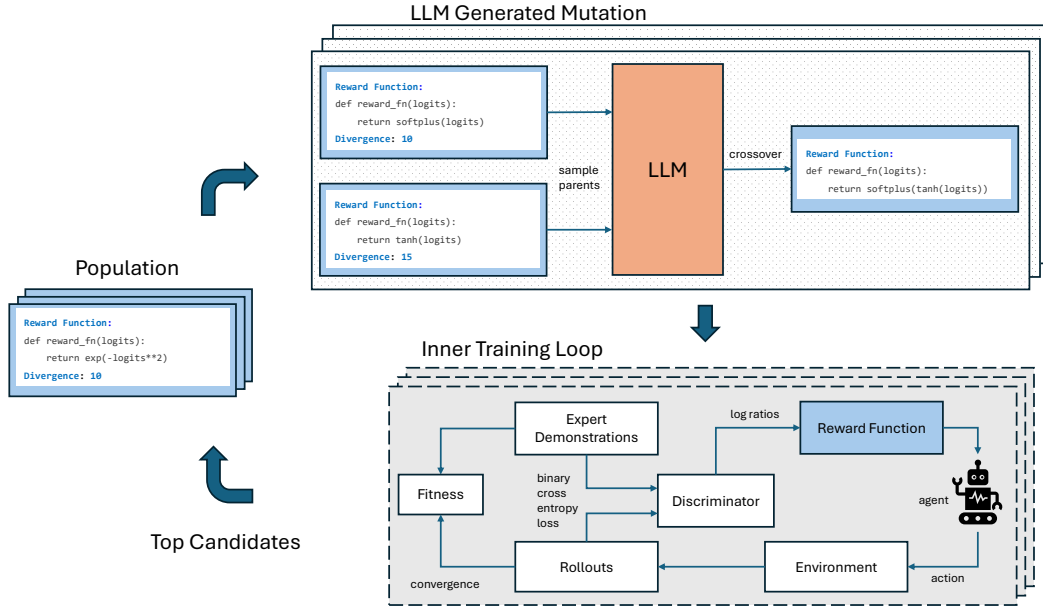 LLM Generated Mutation
Reward Function:
def reward_fn(logits):
return softplus(logits)
Divergence: 10
Reward Function:
def reward_fn(logits):
return tanh(logits)
Divergence: 15
sample
parents
LLM
crossover
Reward Function:
def reward_fn(logits):
return softplus(tanh(logits))
Population
Reward Function:
def reward_fn(logits):
return exp(-logits**2)
Divergence: 10
Top Candidates
Inner Training Loop
Expert
Demonstrations
log ratios
Reward Function
Fitness
binary
cross
entropy
loss
Discriminator
agent
convergence
Rollouts
Environment
action